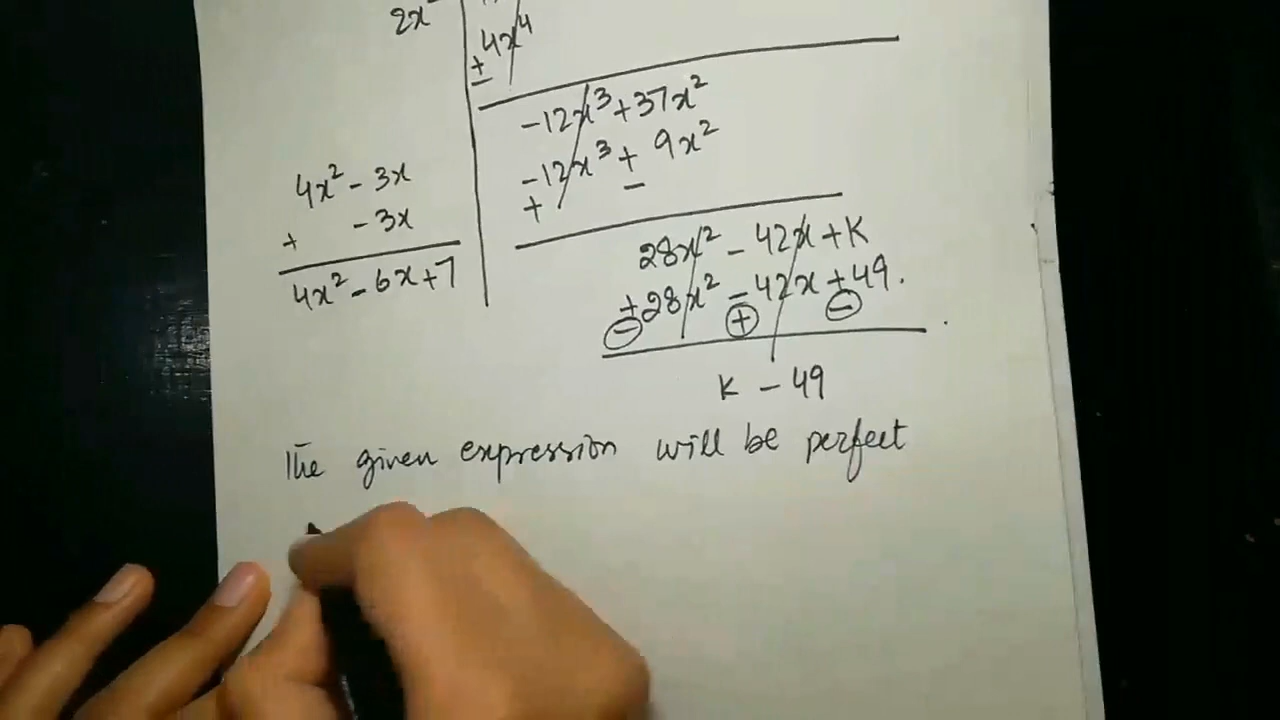 2x²
4x⁴
+
−
-12x³ + 37x²
-12x³ + 9x²
+ −
4x² - 3x
+ - 3x
4x² - 6x + 7
28x² - 42x + K
+28x² - 42x + 49.
− + −
K - 49
The given expression will be perfect